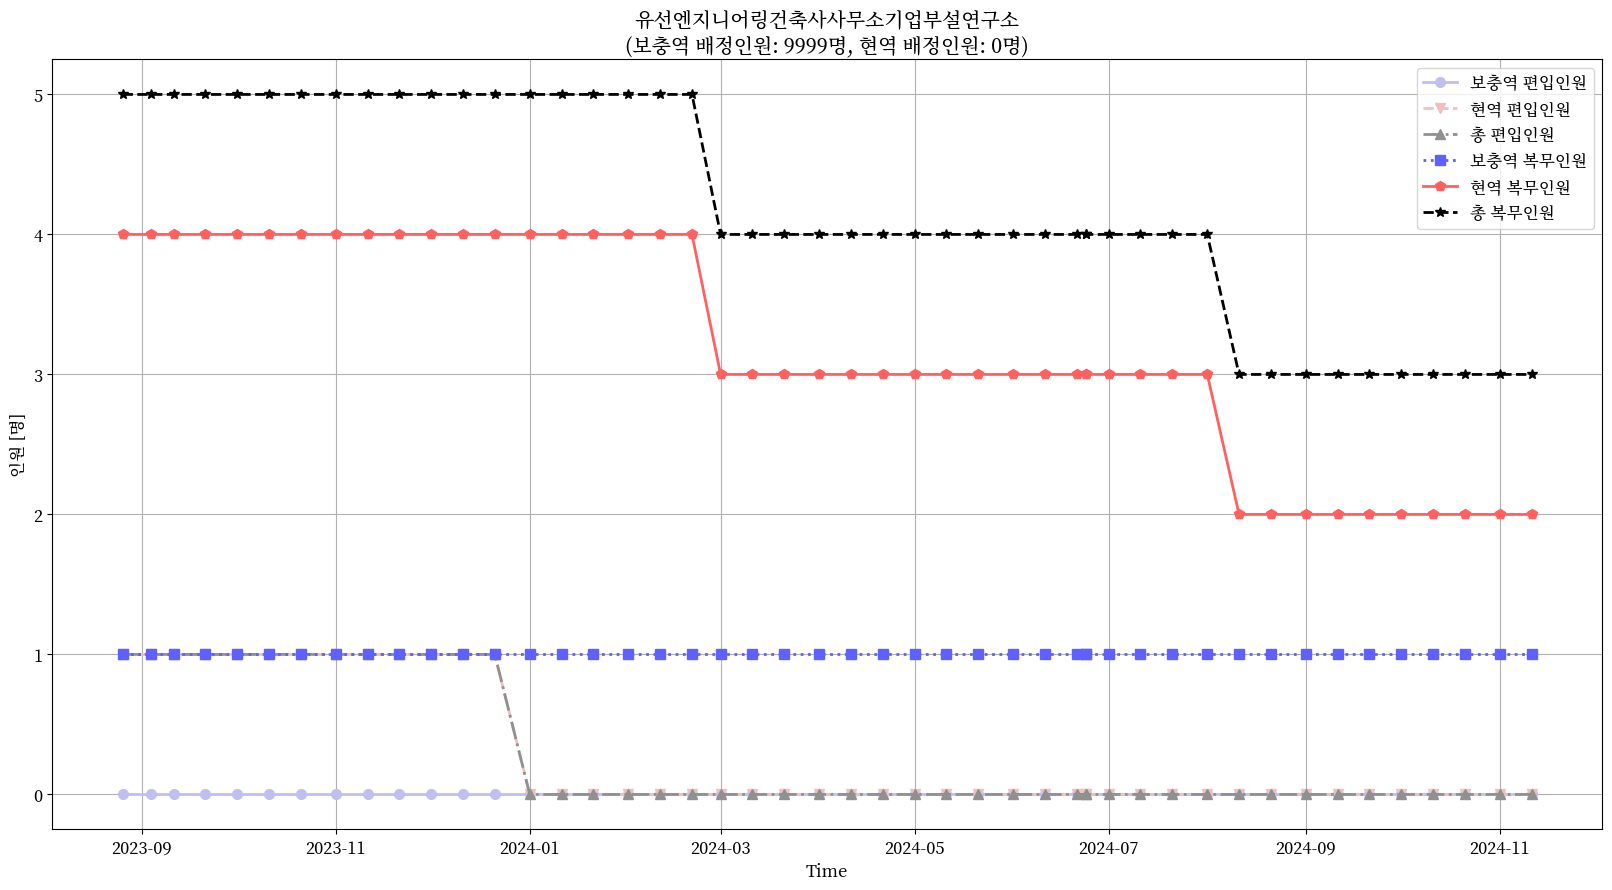 유선엔지니어링건축사사무소기업부설연구소
(보충역 배정인원: 9999명, 현역 배정인원: 0명)
보충역 편입인원
현역 편입인원
총 편입인원
보충역 복무인원
현역 복무인원
총 복무인원
인원 [명]
5
4
3
2
1
0
2023-09
2023-11
2024-01
2024-03
2024-05
2024-07
2024-09
2024-11
Time